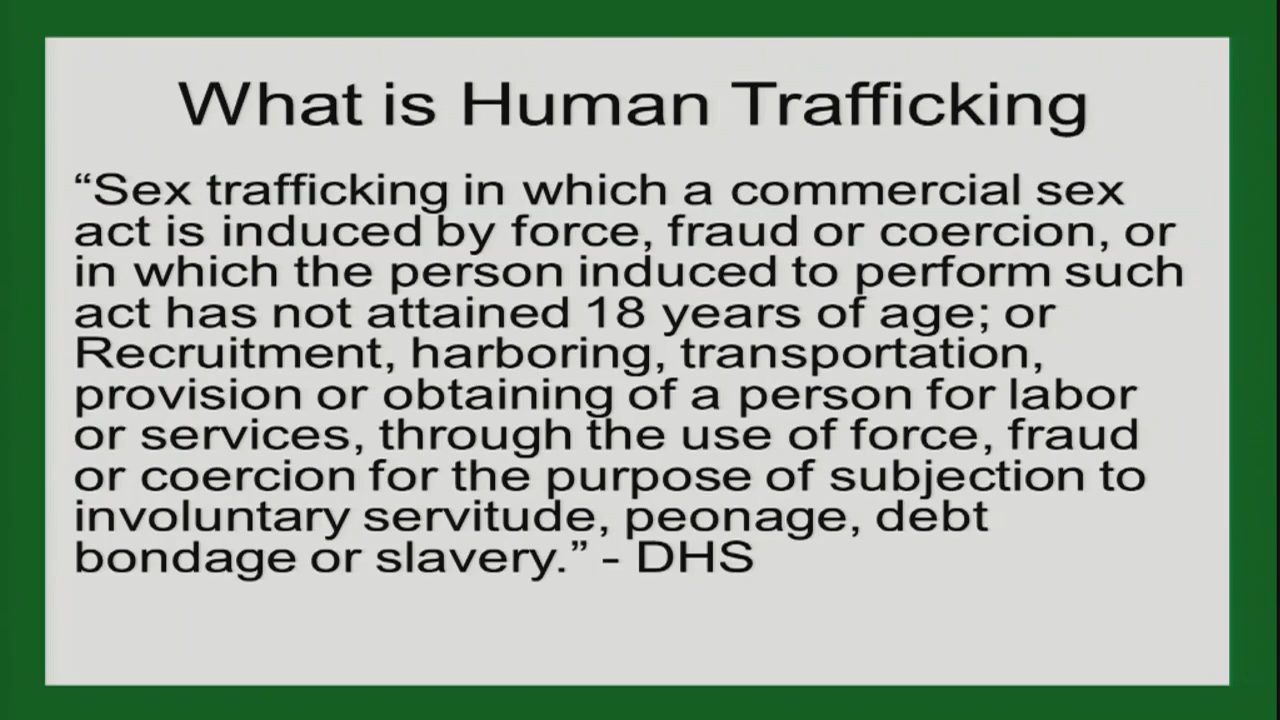 What is Human Trafficking
“Sex trafficking in which a commercial sex
act is induced by force, fraud or coercion, or
in which the person induced to perform such
act has not attained 18 years of age; or
Recruitment, harboring, transportation,
provision or obtaining of a person for labor
or services, through the use of force, fraud
or coercion for the purpose of subjection to
involuntary servitude, peonage, debt
bondage or slavery.” - DHS